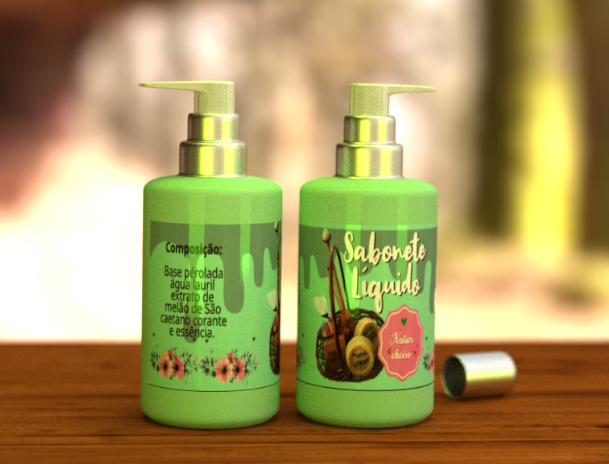 Composição:
Base perolada
água lauril
extrato de
melão de São
caetano corante
e essência.
Sabonete
Líquido
Natur
cheiro